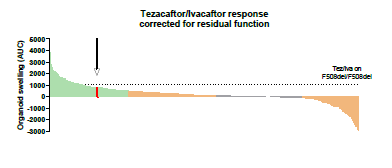 Tezacaftor/Ivacaftor response
corrected for residual function
Organoid swelling (AUC)
6000
5000
4000
3000
2000
1000
0
-1000
-2000
-3000
Tez/Iva on
F508del/F508del